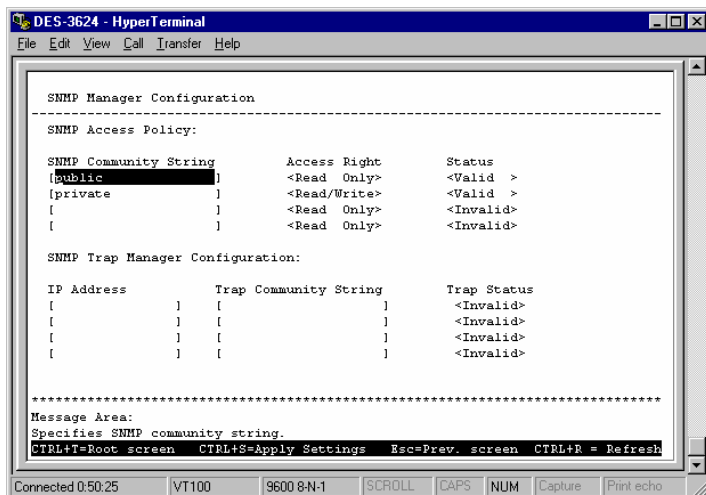 DES-3624 - HyperTerminal
File Edit View Call Transfer Help
SNMP Manager Configuration
--------------------------------------------------------------------------------
SNMP Access Policy:
SNMP Community String Access Right Status
[public ] <Read Only> <Valid >
[private ] <Read/Write> <Valid >
[ ] <Read Only> <Invalid>
[ ] <Read Only> <Invalid>
SNMP Trap Manager Configuration:
IP Address Trap Community String Trap Status
[ ] [ ] <Invalid>
[ ] [ ] <Invalid>
[ ] [ ] <Invalid>
[ ] [ ] <Invalid>
*******************************************************************************
Message Area:
Specifies SNMP community string.
CTRL+T=Root screen CTRL+S=Apply Settings Esc=Prev. screen CTRL+R = Refresh
Connected 0:50:25 VT100 9600 8-N-1 SCROLL CAPS NUM Capture Print echo